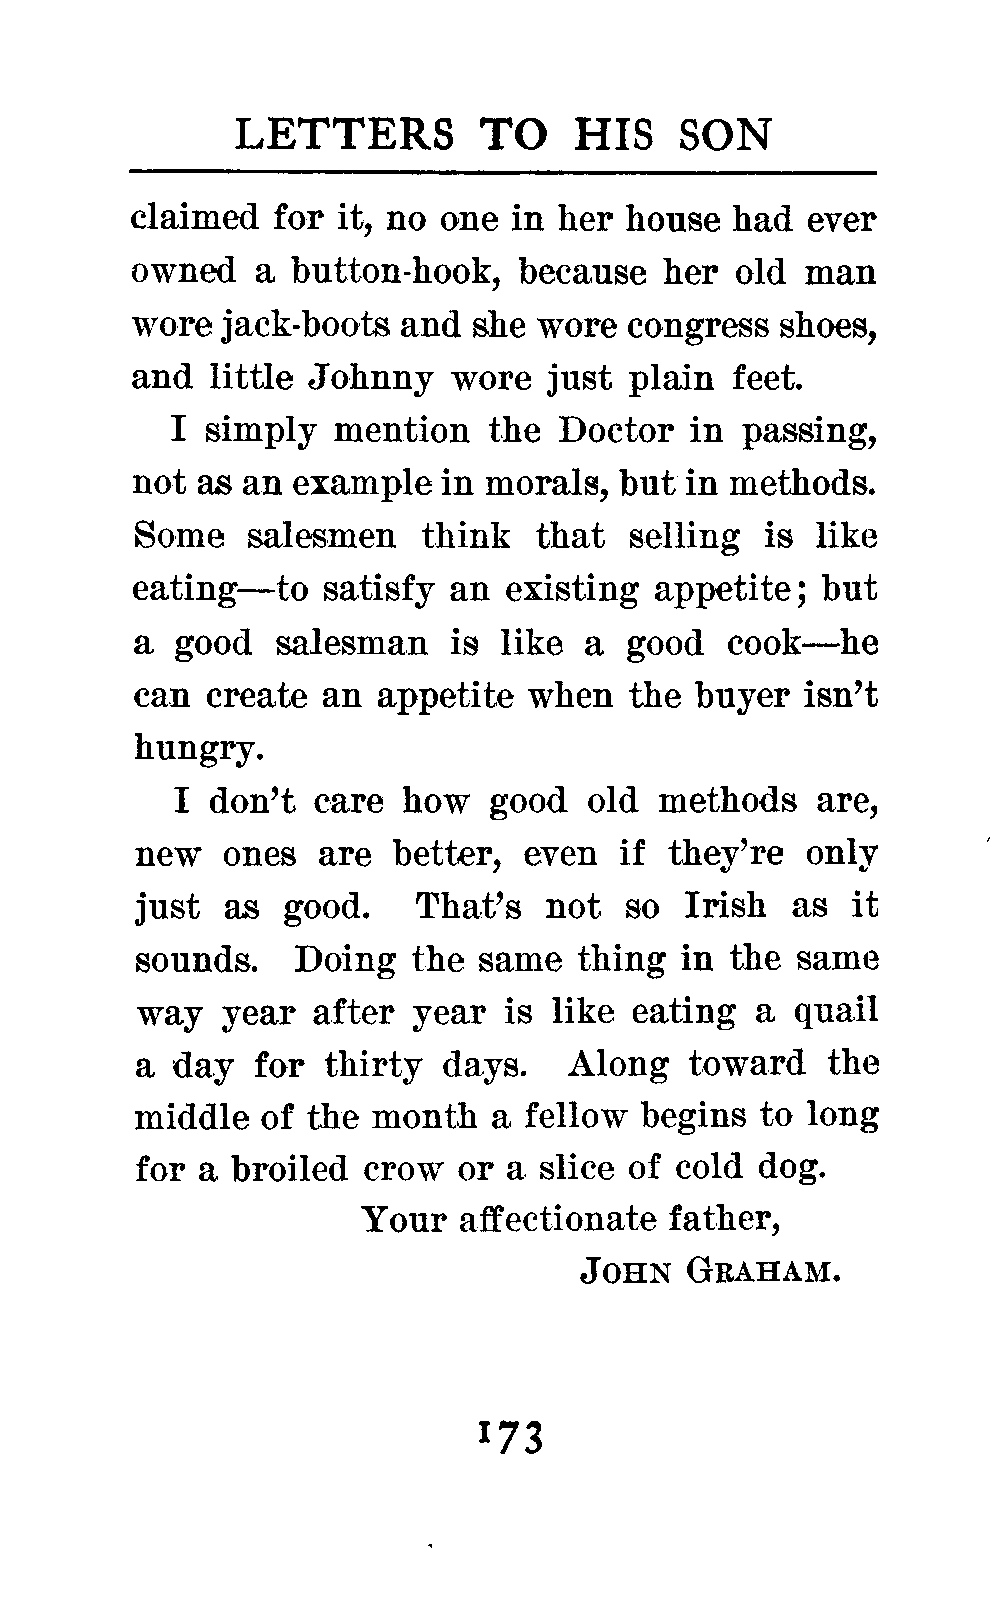 LETTERS TO HIS SON
claimed for it, no one in her house had ever
owned a button-hook, because her old man
wore jack-boots and she wore congress shoes,
and little Johnny wore just plain feet.
I simply mention the Doctor in passing,
not as an example in morals, but in methods.
Some salesmen think that selling is like
eating—to satisfy an existing appetite; but
a good salesman is like a good cook—he
can create an appetite when the buyer isn't
hungry.
I don't care how good old methods are,
new ones are better, even if they're only
just as good. That's not so Irish as it
sounds. Doing the same thing in the same
way year after year is like eating a quail
a day for thirty days. Along toward the
middle of the month a fellow begins to long
for a broiled crow or a slice of cold dog.
Your affectionate father,
JOHN GRAHAM.
173